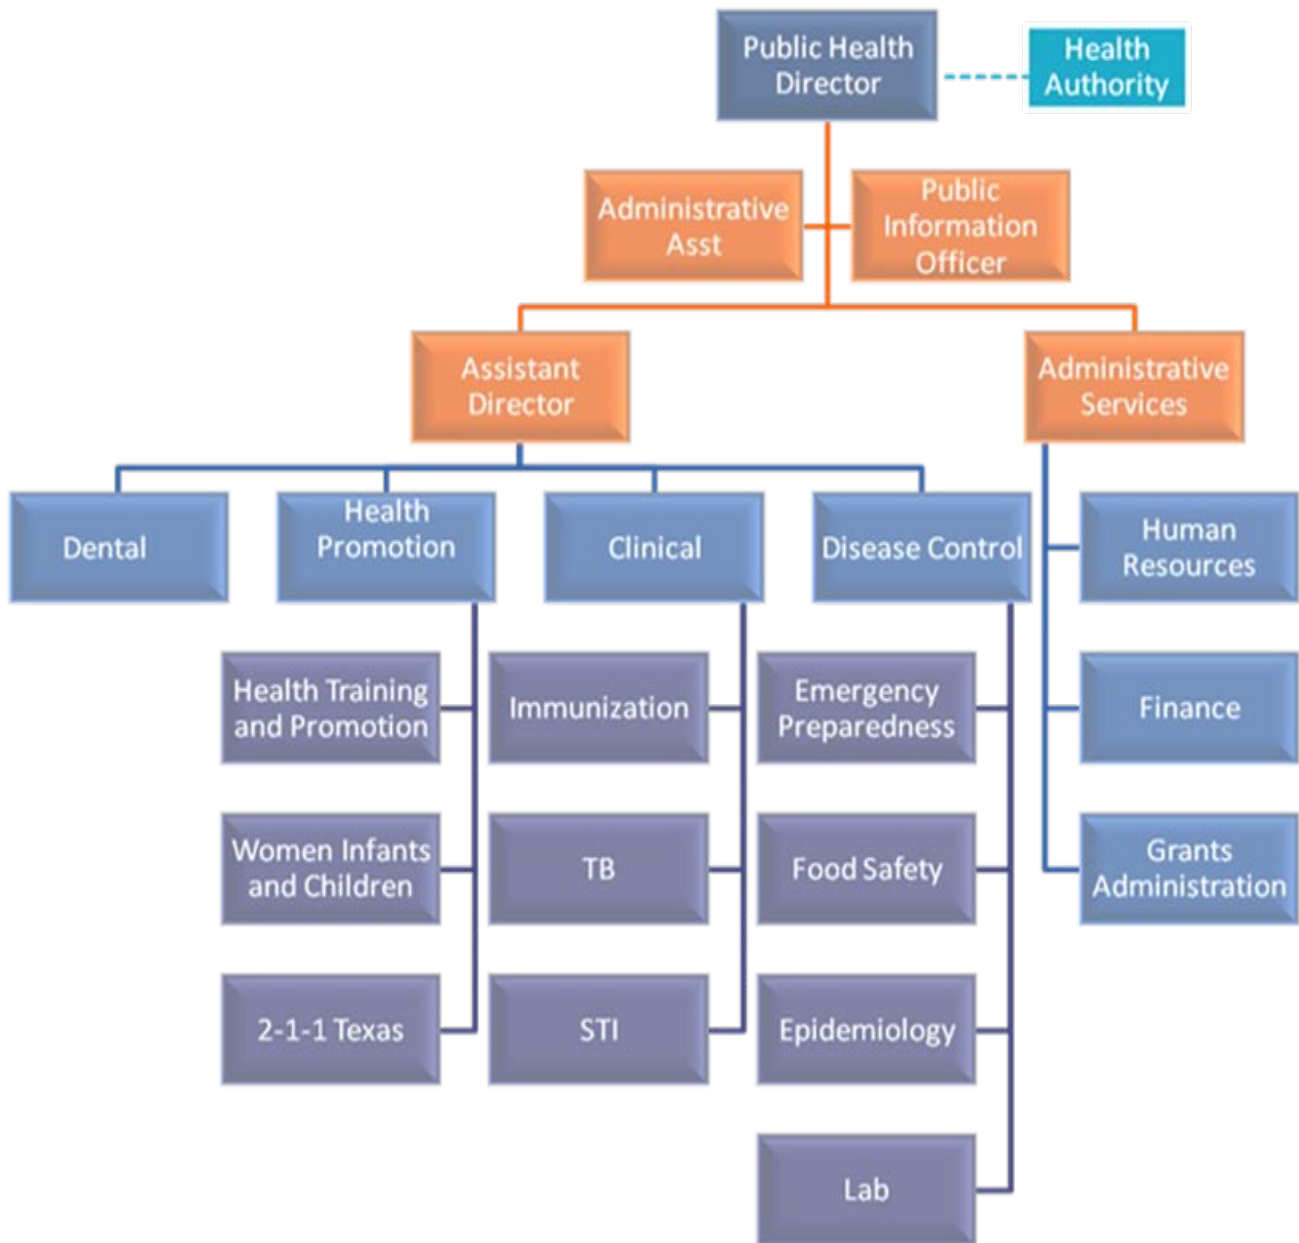 Public Health
Director
Health
Authority
Administrative
Asst
Public
Information
Officer
Assistant
Director
Administrative
Services
Dental
Health
Promotion
Clinical
Disease Control
Human
Resources
Health Training
and Promotion
Immunization
Emergency
Preparedness
Finance
Women Infants
and Children
TB
Food Safety
Grants
Administration
2-1-1 Texas
STI
Epidemiology
Lab